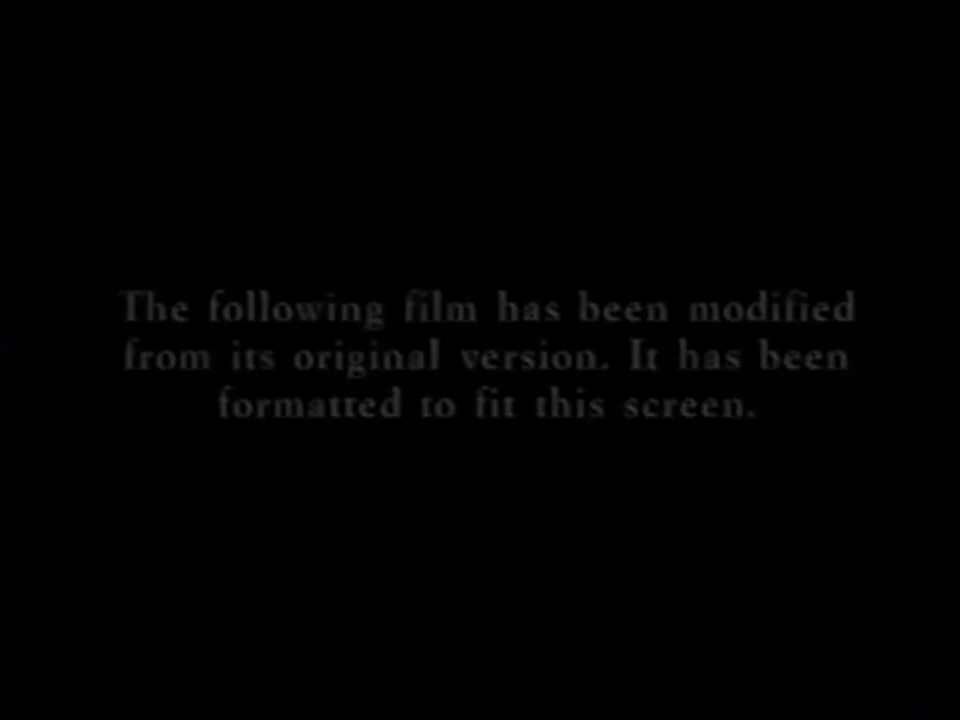 The following film has been modified
from its original version. It has been
formatted to fit this screen.